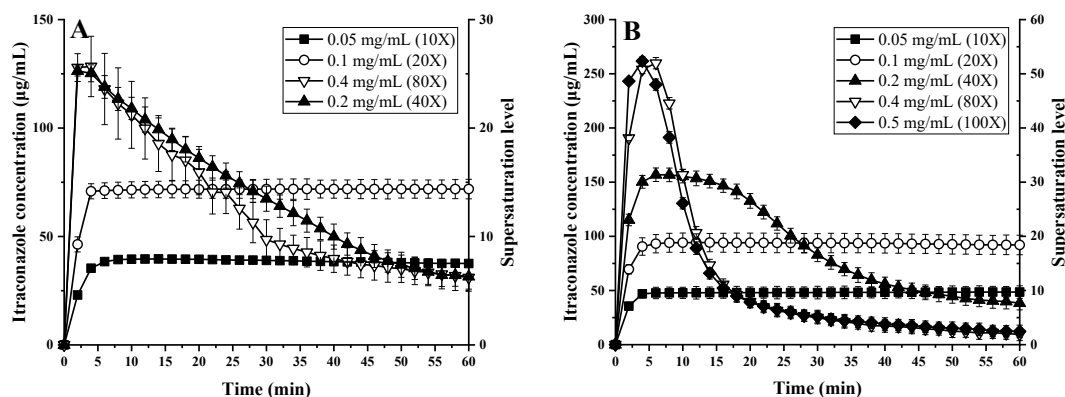 A
0.05 mg/mL (10X)
0.1 mg/mL (20X)
0.4 mg/mL (80X)
0.2 mg/mL (40X)
Itraconazole concentration (µg/mL)
150
100
50
0
Supersaturation level
30
20
10
0
0 5 10 15 20 25 30 35 40 45 50 55 60
Time (min)
B
0.05 mg/mL (10X)
0.1 mg/mL (20X)
0.2 mg/mL (40X)
0.4 mg/mL (80X)
0.5 mg/mL (100X)
Itraconazole concentration (µg/mL)
300
250
200
150
100
50
0
Supersaturation level
60
50
40
30
20
10
0
0 5 10 15 20 25 30 35 40 45 50 55 60
Time (min)